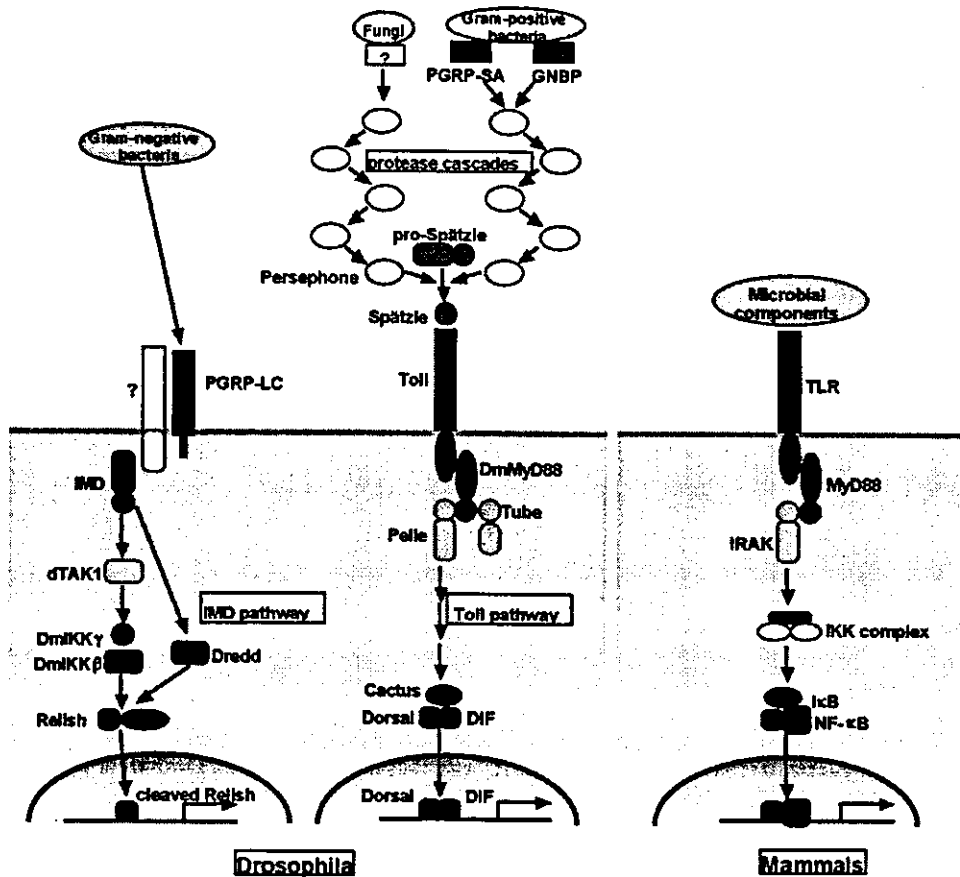 Fungi
?
Gram-positive
bacteria
PGRP-SA
GNBP
Gram-negative
bacteria
protease cascades
pro-Spätzle
Persephone
Spätzle
Microbial
components
?
PGRP-LC
Toll
TLR
IMD
DmMyD88
MyD88
Tube
Pelle
IRAK
dTAK1
IMD pathway
Toll pathway
DmIKKγ
DmIKKβ
Dredd
IKK complex
Cactus
IκB
Relish
Dorsal
DIF
NF-κB
cleaved Relish
Dorsal
DIF
Drosophila
Mammals